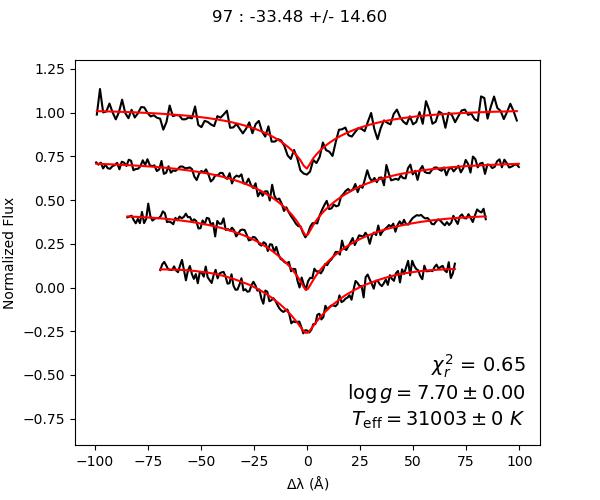 97 : -33.48 +/- 14.60
1.25
1.00
0.75
0.50
0.25
0.00
−0.25
−0.50
−0.75
Normalized Flux
χ²ᵣ = 0.65
log g = 7.70 ± 0.00
T_eff = 31003 ± 0 K
−100 −75 −50 −25 0 25 50 75 100
Δλ (Å)